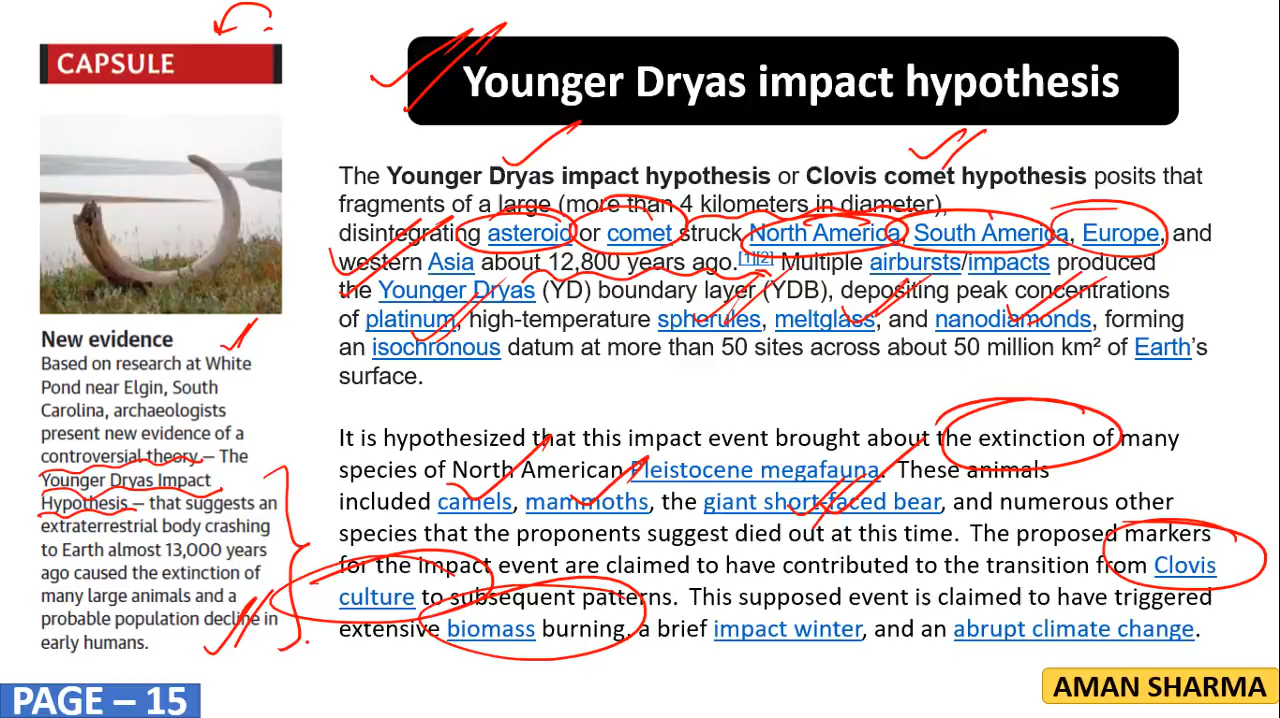 CAPSULE
New evidence
Based on research at White
Pond near Elgin, South
Carolina, archaeologists
present new evidence of a
controversial theory — The
Younger Dryas Impact
Hypothesis — that suggests an
extraterrestrial body crashing
to Earth almost 13,000 years
ago caused the extinction of
many large animals and a
probable population decline in
early humans.
Younger Dryas impact hypothesis
The Younger Dryas impact hypothesis or Clovis comet hypothesis posits that
fragments of a large (more than 4 kilometers in diameter),
disintegrating asteroid or comet struck North America, South America, Europe, and
western Asia about 12,800 years ago.[1][2] Multiple airbursts/impacts produced
the Younger Dryas (YD) boundary layer (YDB), depositing peak concentrations
of platinum, high-temperature spherules, meltglass, and nanodiamonds, forming
an isochronous datum at more than 50 sites across about 50 million km² of Earth's
surface.
It is hypothesized that this impact event brought about the extinction of many
species of North American Pleistocene megafauna. These animals
included camels, mammoths, the giant short-faced bear, and numerous other
species that the proponents suggest died out at this time. The proposed markers
for the impact event are claimed to have contributed to the transition from Clovis
culture to subsequent patterns. This supposed event is claimed to have triggered
extensive biomass burning, a brief impact winter, and an abrupt climate change.
PAGE – 15
AMAN SHARMA